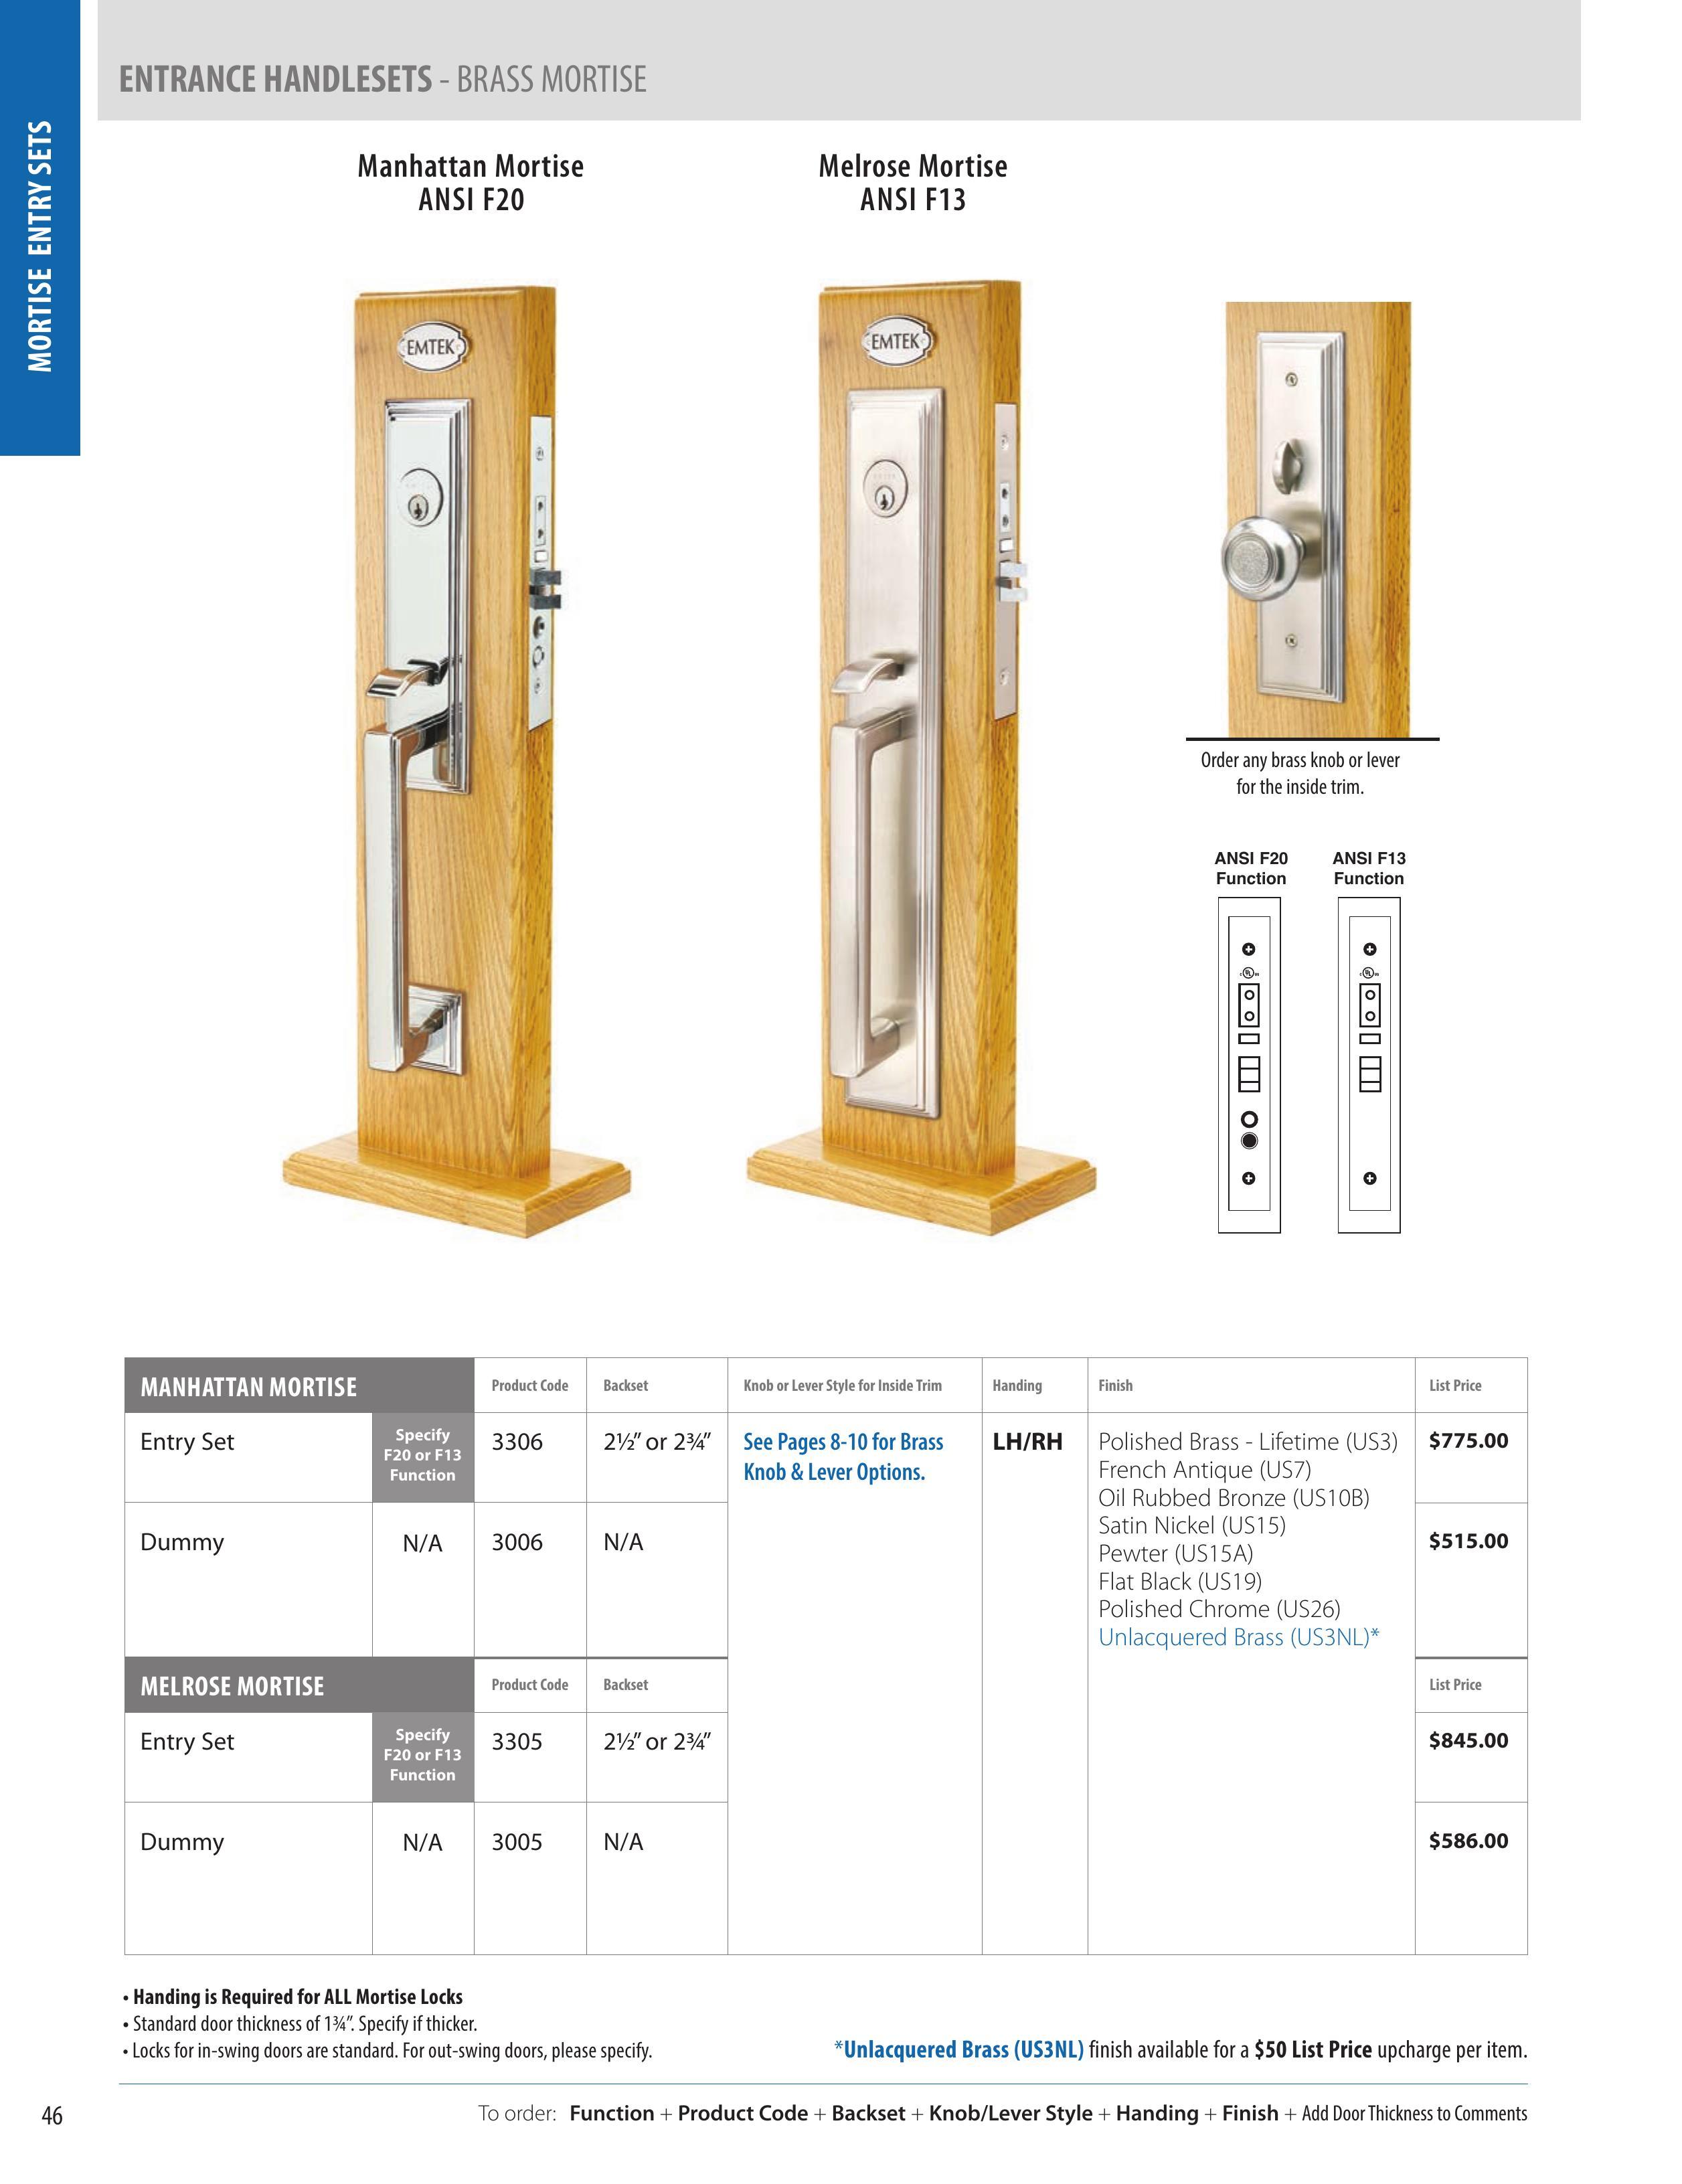 ENTRANCE HANDLESETS - BRASS MORTISE
MORTISE ENTRY SETS
Manhattan Mortise
ANSI F20
Melrose Mortise
ANSI F13
EMTEK
EMTEK
Order any brass knob or lever
for the inside trim.
ANSI F20
Function
ANSI F13
Function
MANHATTAN MORTISE Product Code Backset Knob or Lever Style for Inside Trim Handing Finish List Price
Entry Set Specify F20 or F13 Function 3306 2½” or 2¾” See Pages 8-10 for Brass Knob & Lever Options. LH/RH Polished Brass - Lifetime (US3) $775.00
French Antique (US7)
Oil Rubbed Bronze (US10B)
Satin Nickel (US15)
Dummy N/A 3006 N/A $515.00
Pewter (US15A)
Flat Black (US19)
Polished Chrome (US26)
Unlacquered Brass (US3NL)*
MELROSE MORTISE Product Code Backset List Price
Entry Set Specify F20 or F13 Function 3305 2½” or 2¾” $845.00
Dummy N/A 3005 N/A $586.00
• Handing is Required for ALL Mortise Locks
• Standard door thickness of 1¾”. Specify if thicker.
• Locks for in-swing doors are standard. For out-swing doors, please specify.
*Unlacquered Brass (US3NL) finish available for a $50 List Price upcharge per item.
46
To order: Function + Product Code + Backset + Knob/Lever Style + Handing + Finish + Add Door Thickness to Comments